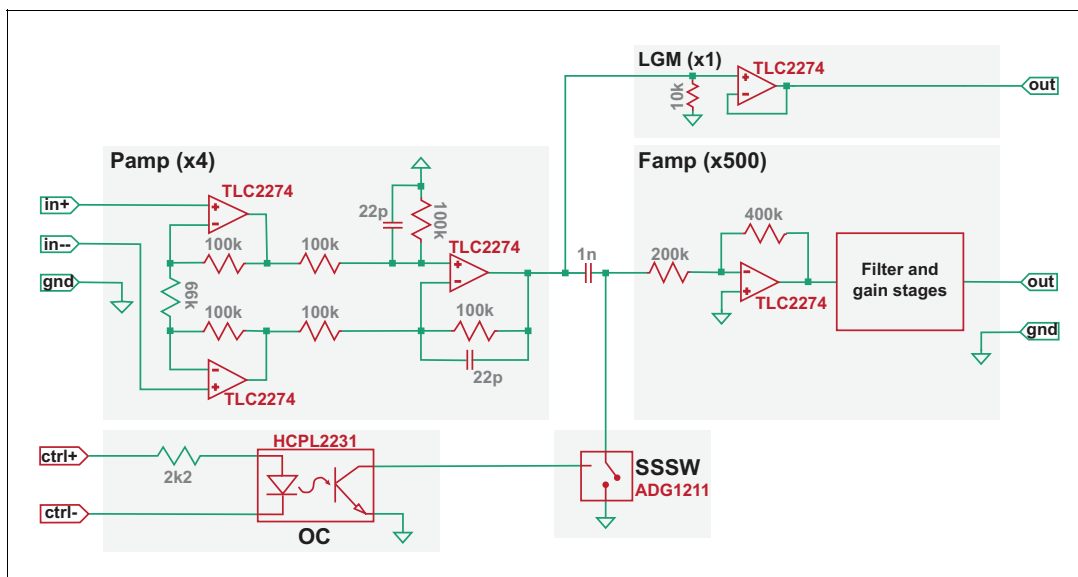 LGM (x1)
TLC2274
10k
out
Pamp (x4)
Famp (x500)
TLC2274
in+
22p
100k
400k
in--
100k
100k
TLC2274
1n
200k
gnd
66k
TLC2274
Filter and
gain stages
out
100k
100k
100k
gnd
22p
TLC2274
HCPL2231
ctrl+
2k2
SSSW
ADG1211
ctrl-
OC